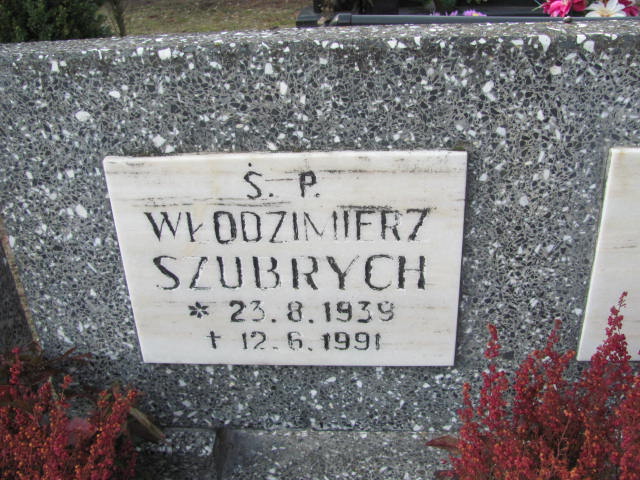 Ś. P.
WŁODZIMIERZ
SZUBRYCH
* 23.8.1939
† 12.6.1991